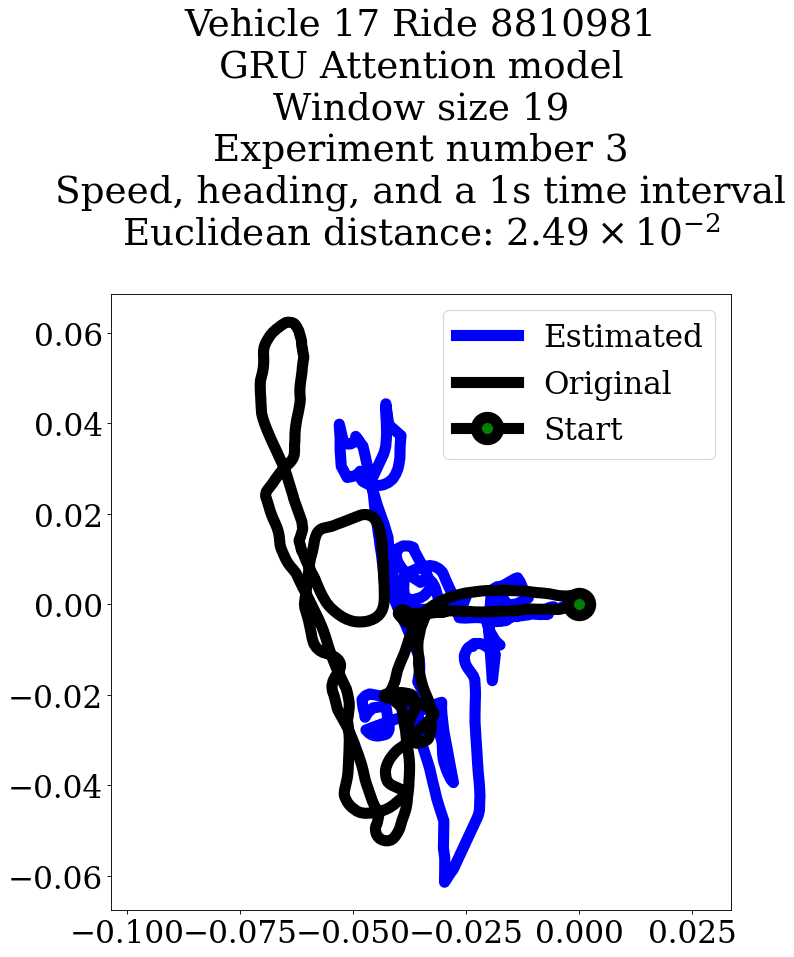 Vehicle 17 Ride 8810981
GRU Attention model
Window size 19
Experiment number 3
Speed, heading, and a 1s time interval
Euclidean distance: 2.49 × 10⁻²
Estimated
Original
Start
0.06
0.04
0.02
0.00
−0.02
−0.04
−0.06
−0.100 −0.075 −0.050 −0.025 0.000 0.025